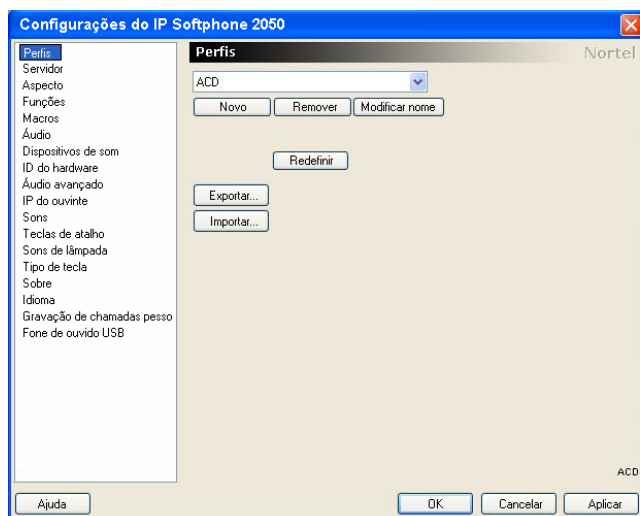 Configurações do IP Softphone 2050
Perfis
Servidor
Aspecto
Funções
Macros
Áudio
Dispositivos de som
ID do hardware
Áudio avançado
IP do ouvinte
Sons
Teclas de atalho
Sons de lâmpada
Tipo de tecla
Sobre
Idioma
Gravação de chamadas pesso
Fone de ouvido USB
Perfis
Nortel
ACD
Novo
Remover
Modificar nome
Redefinir
Exportar...
Importar...
ACD
Ajuda
OK
Cancelar
Aplicar